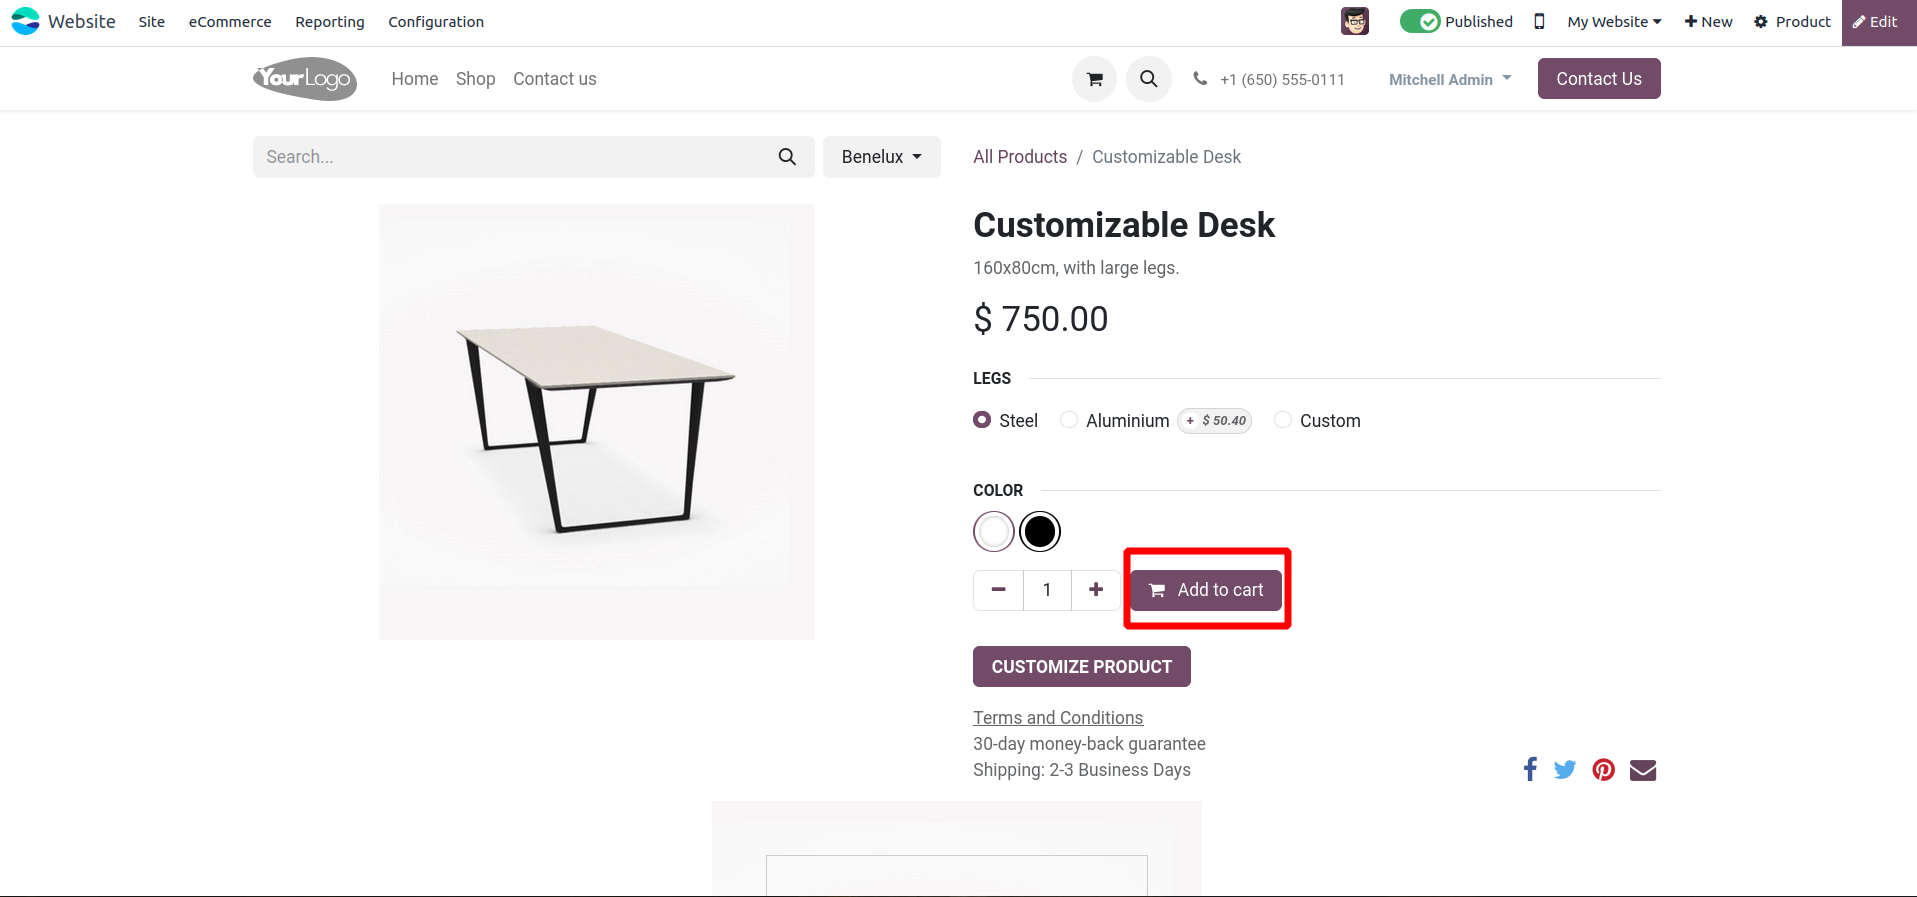 Website Site eCommerce Reporting Configuration Published My Website New Product Edit
YourLogo Home Shop Contact us +1 (650) 555-0111 Mitchell Admin Contact Us
Search... Benelux All Products / Customizable Desk
Customizable Desk
160x80cm, with large legs.
$ 750.00
LEGS
Steel Aluminium + $ 50.40 Custom
COLOR
1 Add to cart
CUSTOMIZE PRODUCT
Terms and Conditions
30-day money-back guarantee
Shipping: 2-3 Business Days